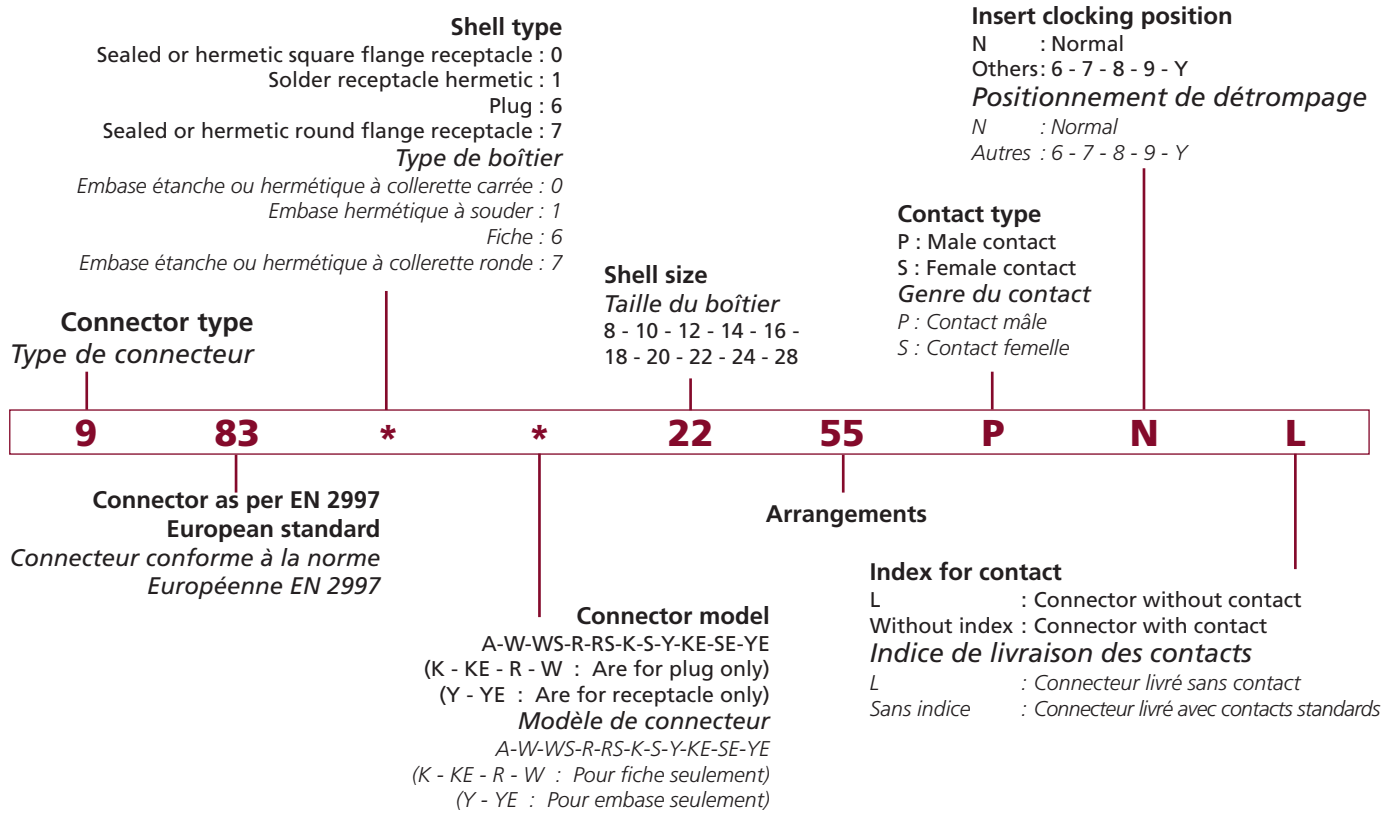 Shell type
Sealed or hermetic square flange receptacle : 0
Solder receptacle hermetic : 1
Plug : 6
Sealed or hermetic round flange receptacle : 7
Type de boîtier
Embase étanche ou hermétique à collerette carrée : 0
Embase hermétique à souder : 1
Fiche : 6
Embase étanche ou hermétique à collerette ronde : 7
Insert clocking position
N : Normal
Others: 6 - 7 - 8 - 9 - Y
Positionnement de détrompage
N : Normal
Autres : 6 - 7 - 8 - 9 - Y
Contact type
P : Male contact
S : Female contact
Genre du contact
P : Contact mâle
S : Contact femelle
Shell size
Taille du boîtier
8 - 10 - 12 - 14 - 16 -
18 - 20 - 22 - 24 - 28
Connector type
Type de connecteur
9 83 * * 22 55 P N L
Connector as per EN 2997
European standard
Connecteur conforme à la norme
Européenne EN 2997
Arrangements
Connector model
A-W-WS-R-RS-K-S-Y-KE-SE-YE
(K - KE - R - W : Are for plug only)
(Y - YE : Are for receptacle only)
Modèle de connecteur
A-W-WS-R-RS-K-S-Y-KE-SE-YE
(K - KE - R - W : Pour fiche seulement)
(Y - YE : Pour embase seulement)
Index for contact
L : Connector without contact
Without index : Connector with contact
Indice de livraison des contacts
L : Connecteur livré sans contact
Sans indice : Connecteur livré avec contacts standards